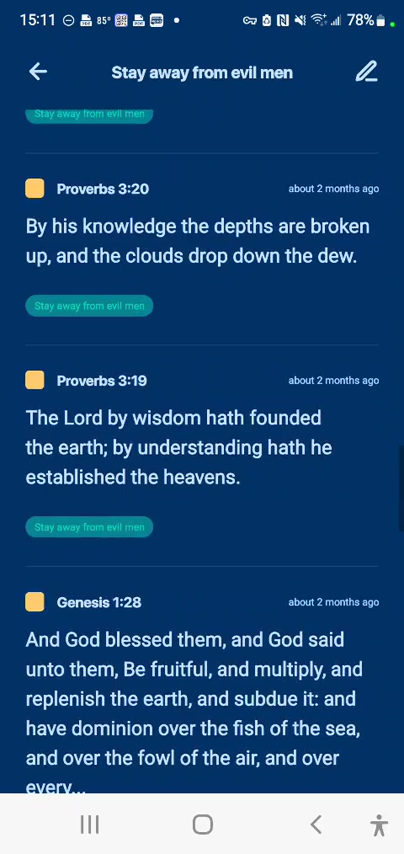 15:11 85° 78%
Stay away from evil men
Stay away from evil men
Proverbs 3:20 about 2 months ago
By his knowledge the depths are broken
up, and the clouds drop down the dew.
Stay away from evil men
Proverbs 3:19 about 2 months ago
The Lord by wisdom hath founded
the earth; by understanding hath he
established the heavens.
Stay away from evil men
Genesis 1:28 about 2 months ago
And God blessed them, and God said
unto them, Be fruitful, and multiply, and
replenish the earth, and subdue it: and
have dominion over the fish of the sea,
and over the fowl of the air, and over
every...